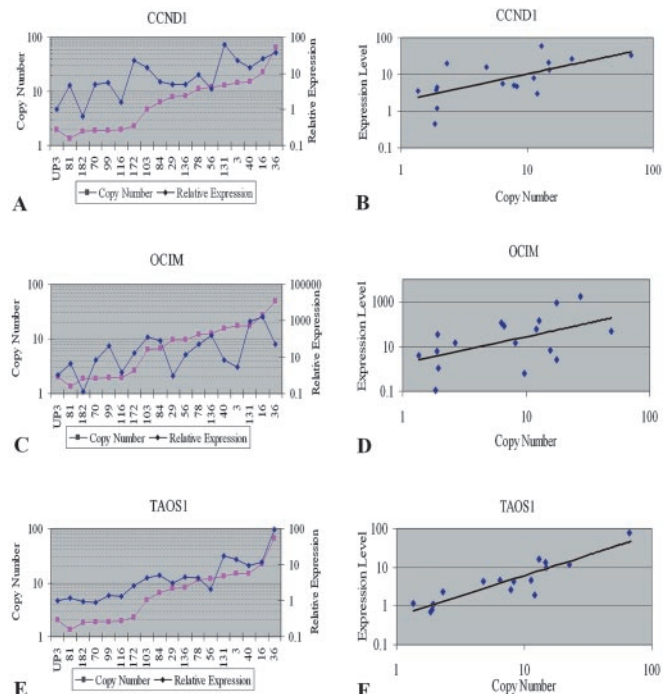 CCND1
CCND1
Copy Number
100
10
1
100
10
1
0.1
Relative Expression
UP3 81 182 70 99 116 172 103 84 29 136 78 56 131 3 40 16 36
Copy Number Relative Expression
A
Expression Level
100
10
1
0.1
1 10 100
Copy Number
B
OCIM
OCIM
Copy Number
100
10
1
100000
1000
10
0.1
Relative Expression
UP3 81 182 70 99 116 172 103 84 29 56 78 136 40 3 131 16 36
Copy Number Relative Expression
C
Expression Level
1000
10
0.1
1 10 100
Copy Number
D
TAOS1
TAOS1
Copy Number
100
10
1
100
10
1
0.1
Relative Expression
UP3 81 182 70 99 116 172 103 84 29 136 78 56 131 3 40 16 36
Copy Number Relative Expression
E
Expression Level
100
10
1
0.1
1 10 100
Copy Number
F